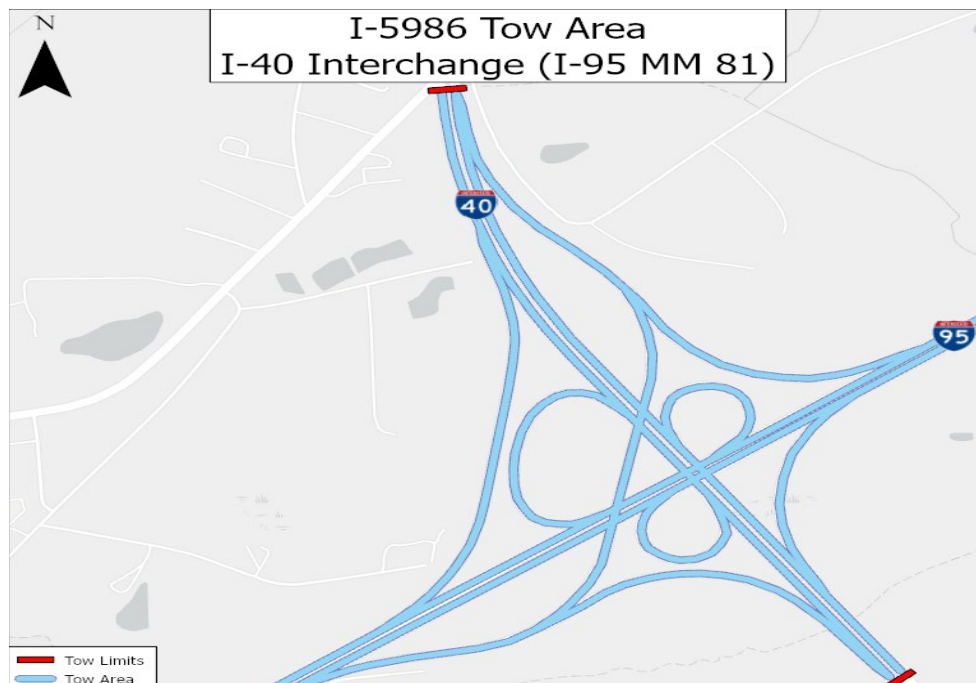 N
I-5986 Tow Area
I-40 Interchange (I-95 MM 81)
40
95
Tow Limits
Tow Area